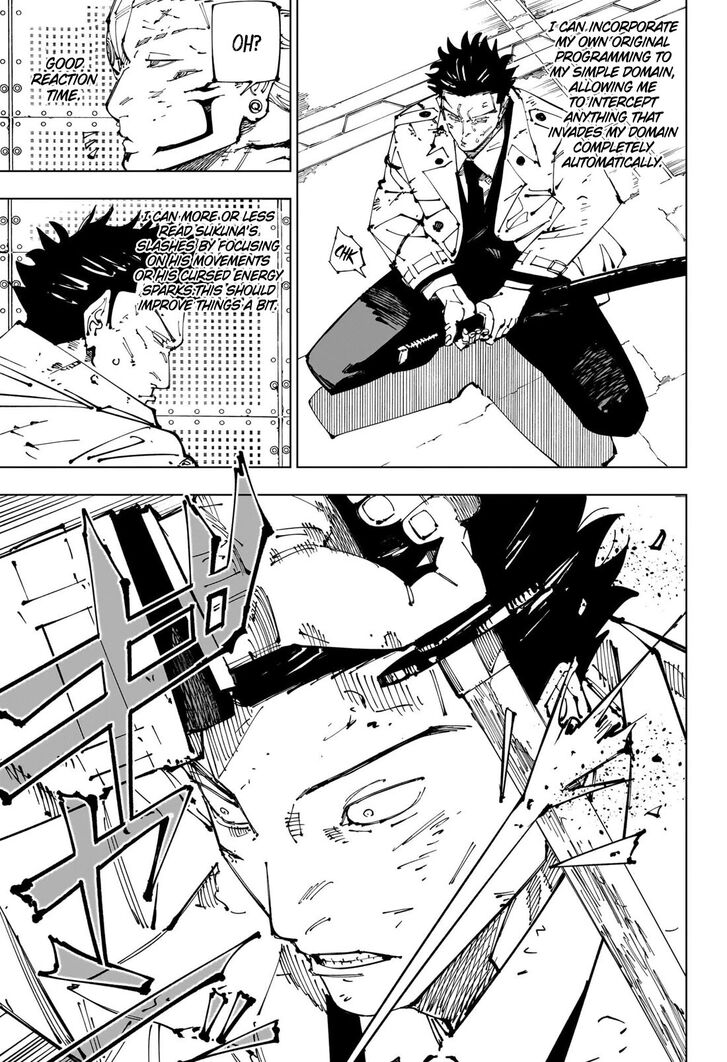 I CAN INCORPORATE
MY OWN ORIGINAL
PROGRAMMING TO
MY SIMPLE DOMAIN,
ALLOWING ME
TO INTERCEPT
ANYTHING THAT
INVADES MY DOMAIN
COMPLETELY
AUTOMATICALLY.
CHK
OH?
GOOD
REACTION
TIME.
I CAN MORE OR LESS
READ SUKUNA'S
SLASHES BY FOCUSING
ON HIS MOVEMENTS
OR HIS CURSED ENERGY
SPARKS.THIS SHOULD
IMPROVE THINGS A BIT.